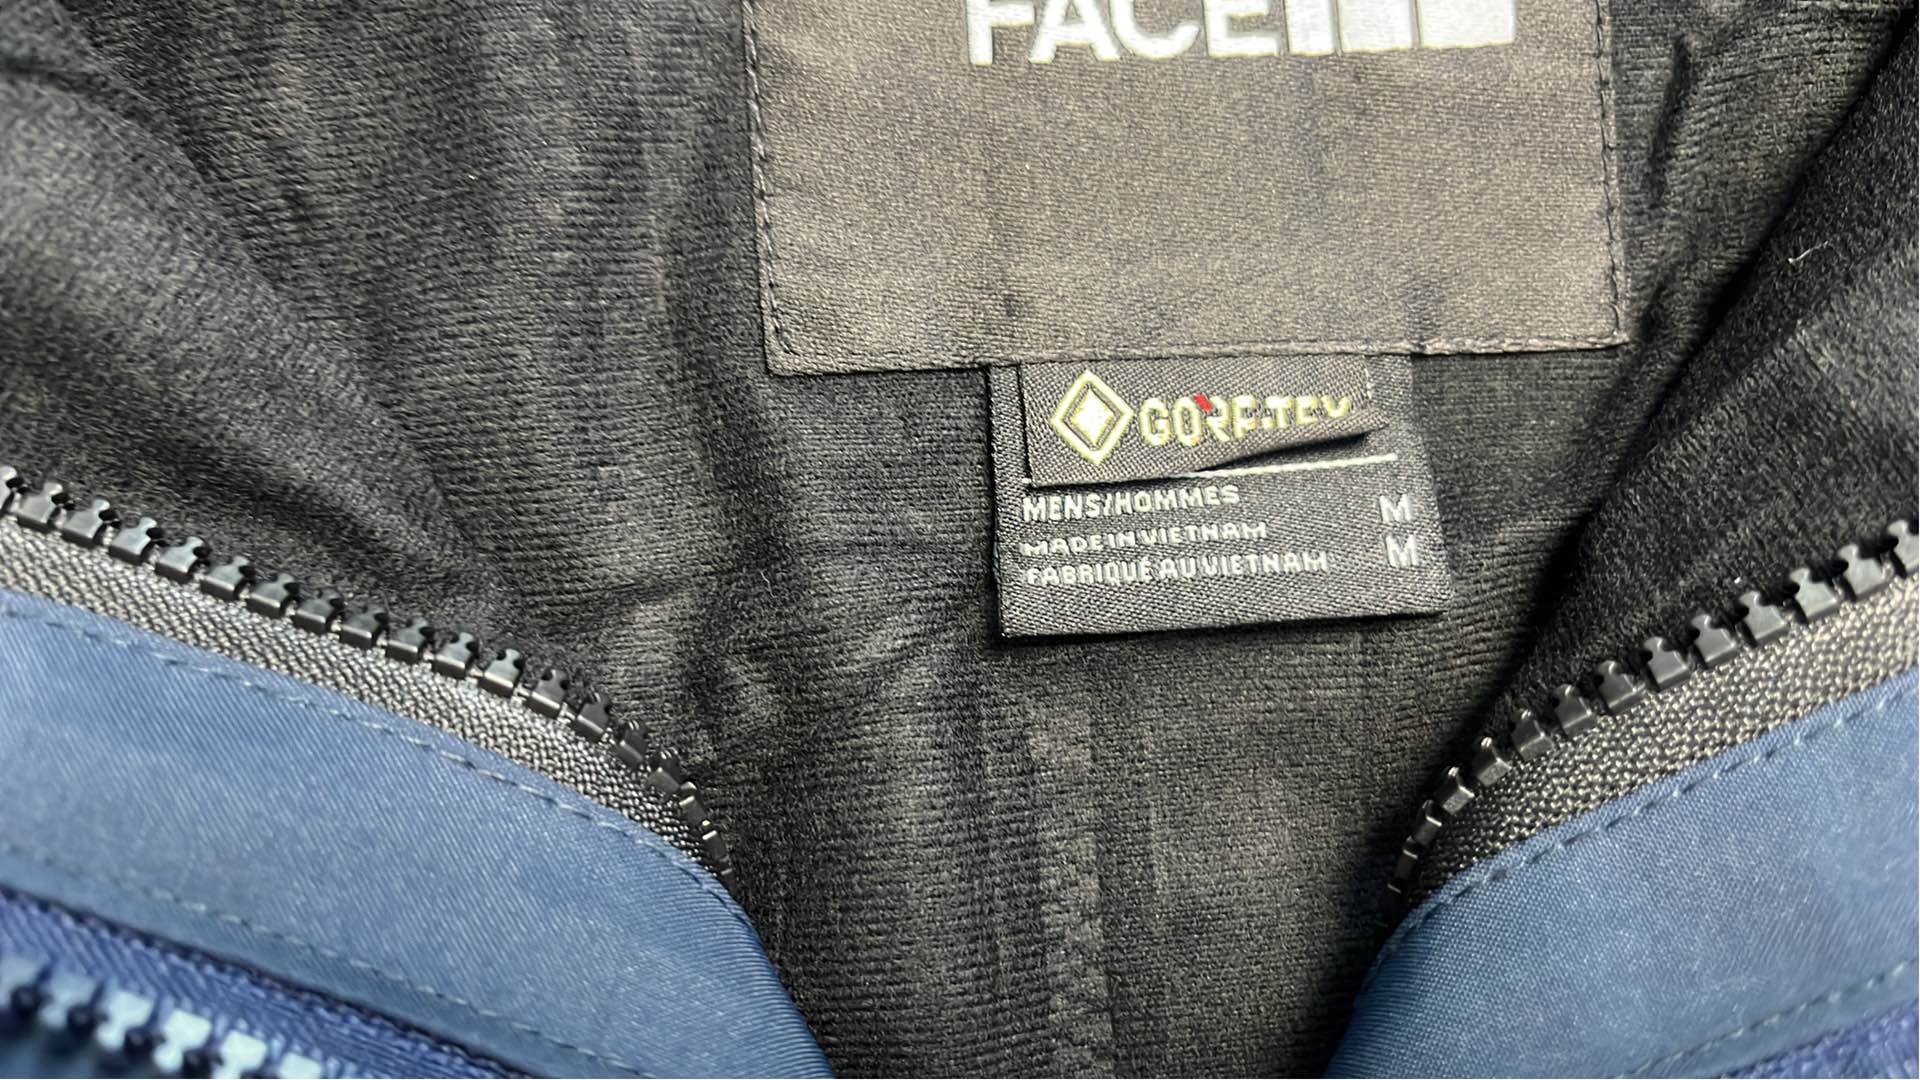 FACE
GORE-TEX
MENS/HOMMES M
MADE IN VIETNAM
FABRIQUÉ AU VIETNAM M